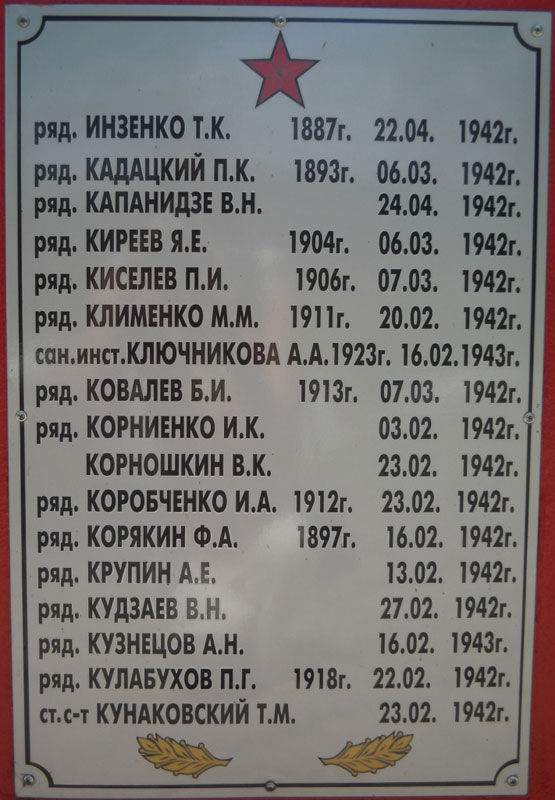 ряд. ИНЗЕНКО Т.К. 1887г. 22.04. 1942г.
ряд. КАДАЦКИЙ П.К. 1893г. 06.03. 1942г.
ряд. КАПАНИДЗЕ В.Н. 24.04. 1942г.
ряд. КИРЕЕВ Я.Е. 1904г. 06.03. 1942г.
ряд. КИСЕЛЕВ П.И. 1906г. 07.03. 1942г.
ряд. КЛИМЕНКО М.М. 1911г. 20.02. 1942г.
сан.инст.КЛЮЧНИКОВА А.А.1923г. 16.02.1943г.
ряд. КОВАЛЕВ Б.И. 1913г. 07.03. 1942г.
ряд. КОРНИЕНКО И.К. 03.02. 1942г.
КОРНОШКИН В.К. 23.02. 1942г.
ряд. КОРОБЧЕНКО И.А. 1912г. 23.02. 1942г.
ряд. КОРЯКИН Ф.А. 1897г. 16.02. 1942г.
ряд. КРУПИН А.Е. 13.02. 1942г.
ряд. КУДЗАЕВ В.Н. 27.02. 1942г.
ряд. КУЗНЕЦОВ А.Н. 16.02. 1943г.
ряд. КУЛАБУХОВ П.Г. 1918г. 22.02. 1942г.
ст.с-т КУНАКОВСКИЙ Т.М. 23.02. 1942г.